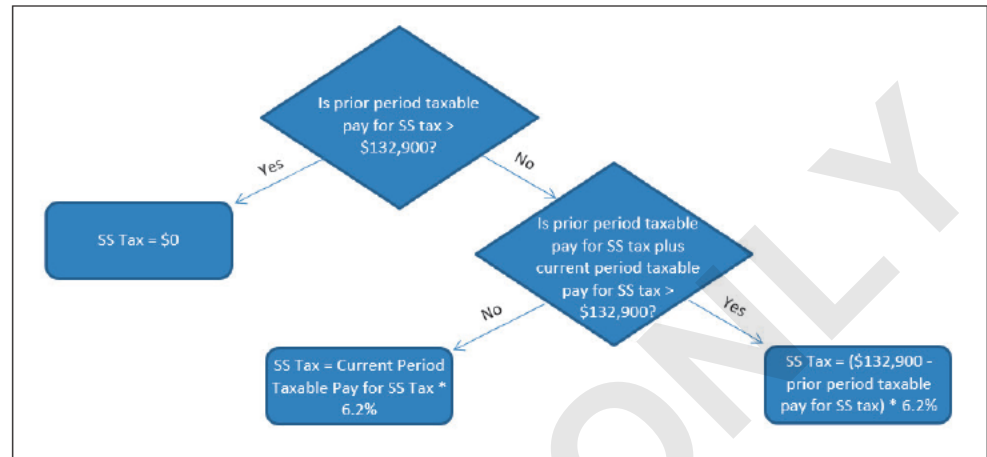 Is prior period taxable
pay for SS tax >
$132,900?
Yes
No
SS Tax = $0
Is prior period taxable
pay for SS tax plus
current period taxable
pay for SS tax >
$132,900?
No
Yes
SS Tax = Current Period
Taxable Pay for SS Tax *
6.2%
SS Tax = ($132,900 -
prior period taxable
pay for SS tax) * 6.2%
ONLY